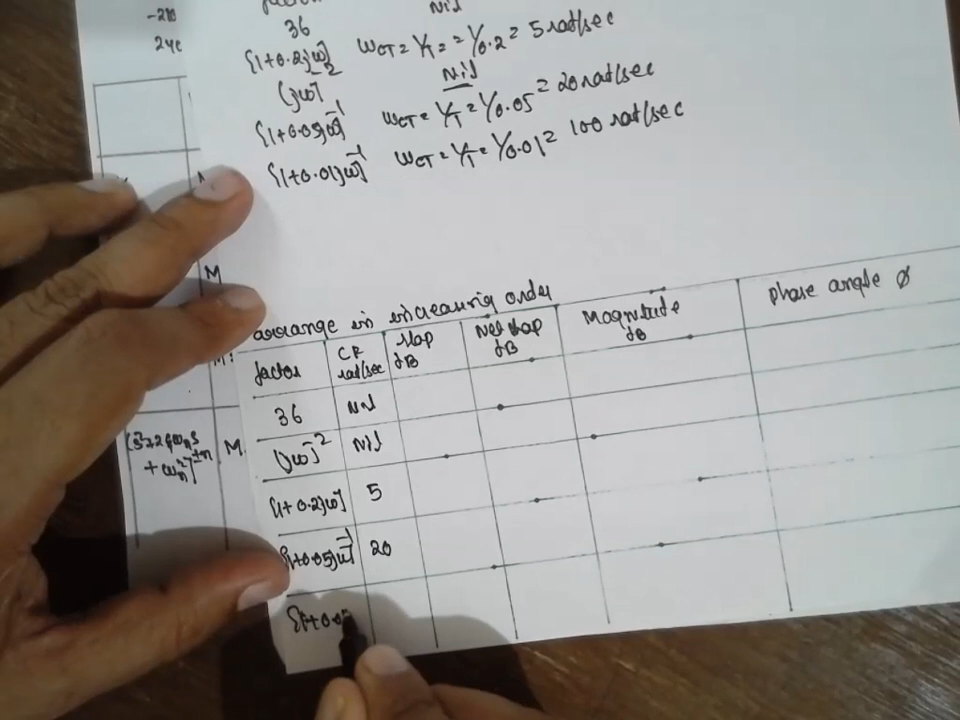 Nil
36
{1+0.2jω} ωCT = 1/T = 1/0.2 = 5 rad/sec
(jω)^-2 Nil
{1+0.05jω}^-1 ωCT = 1/T = 1/0.05 = 20 rad/sec
{1+0.01jω}^-1 ωCT = 1/T = 1/0.01 = 100 rad/sec
arrange in increasing order
factor CF rad/sec slop dB Net slop dB Magnitude dB phase angle φ
36 Nil
(jω)^-2 Nil
{1+0.2jω} 5
{1+0.05jω}^-1 20
{1+0.0
M
M